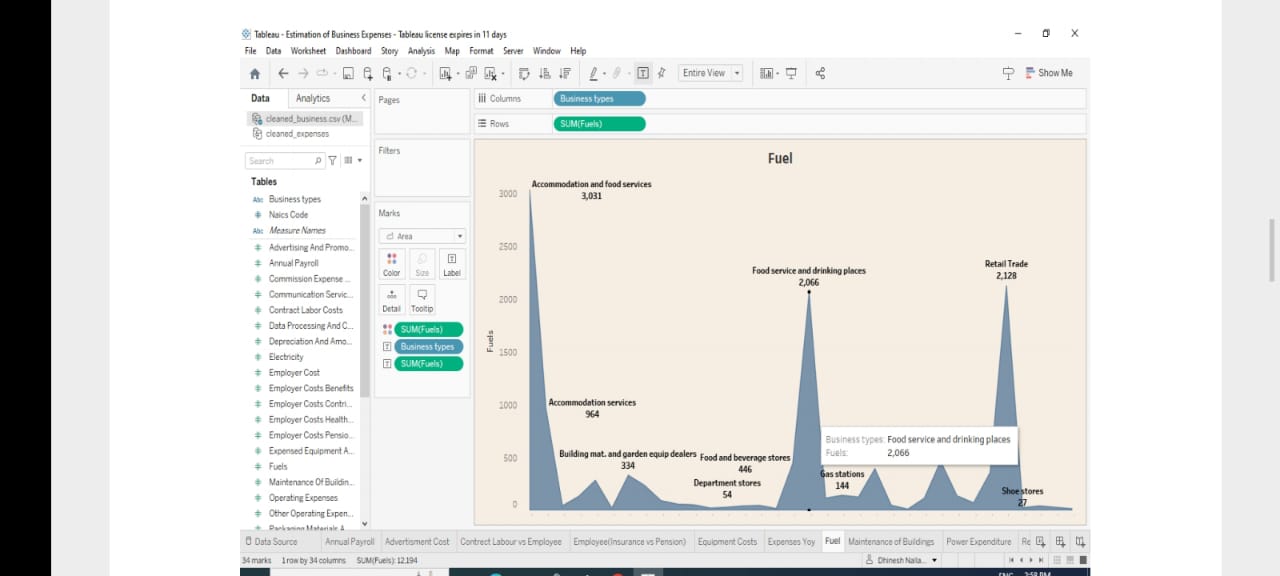 Tableau - Estimation of Business Expenses - Tableau license expires in 11 days
File Data Worksheet Dashboard Story Analysis Map Format Server Window Help
Entire View
Show Me
Data Analytics
cleaned_business.csv (M...
cleaned_expenses
Search
Tables
Abc Business types
Naics Code
Abc Measure Names
Advertising And Promo...
Annual Payroll
Commission Expense ...
Communication Servic...
Contract Labor Costs
Data Processing And C...
Depreciation And Amo...
Electricity
Employer Cost
Employer Costs Benefits
Employer Costs Contri...
Employer Costs Health...
Employer Costs Pensio...
Expensed Equipment A...
Fuels
Maintenance Of Buildin...
Operating Expenses
Other Operating Expen...
Packaging Materials A
Pages
Filters
Marks
Area
Color Size Label
Detail Tooltip
SUM(Fuels)
Business types
SUM(Fuels)
Columns Business types
Rows SUM(Fuels)
Fuel
Fuels
3000
2500
2000
1500
1000
500
0
Accommodation and food services
3,031
Accommodation services
964
Building mat. and garden equip dealers
334
Food and beverage stores
446
Department stores
54
Food service and drinking places
2,066
Retail Trade
2,128
Business types: Food service and drinking places
Fuels: 2,066
Gas stations
144
Shoe stores
27
Data Source Annual Payroll Advertisment Cost Contrect Labour vs Employee Employee(Insurance vs Pension) Equipment Costs Expenses Yoy Fuel Maintenance of Buildings Power Expenditure Re
34 marks 1 row by 34 columns SUM(Fuels): 12,194
Dhinesh Nalla...
ENG 2:58 PM